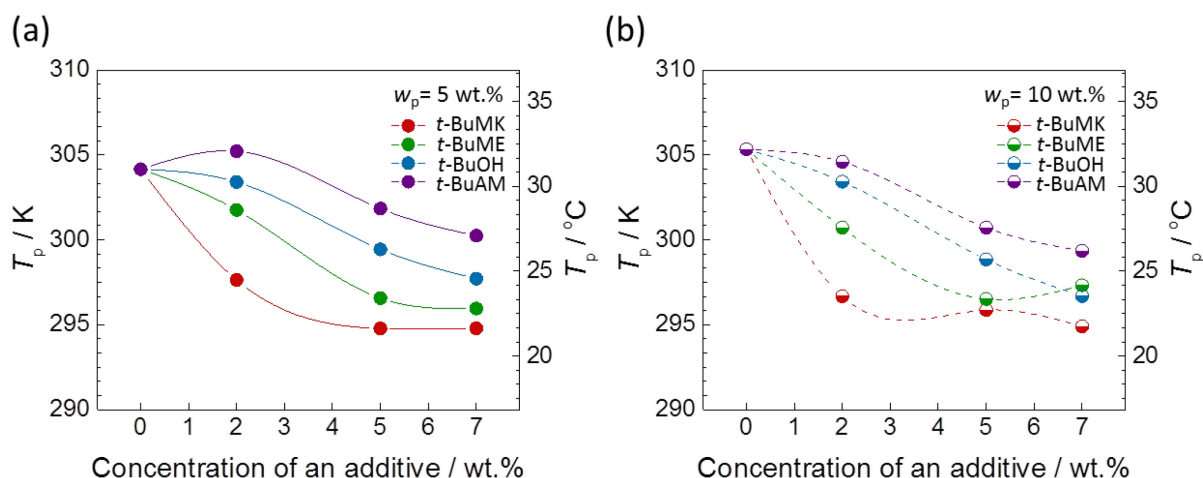 (a)
310
305
300
295
290
T_p / K
w_p= 5 wt.%
t-BuMK
t-BuME
t-BuOH
t-BuAM
35
30
25
20
T_p / °C
0 1 2 3 4 2 5 6 7
Concentration of an additive / wt.%
(b)
310
305
300
295
290
T_p / K
w_p= 10 wt.%
t-BuMK
t-BuME
t-BuOH
t-BuAM
35
30
25
20
T_p / °C
0 1 2 3 4 5 6 7
Concentration of an additive / wt.%